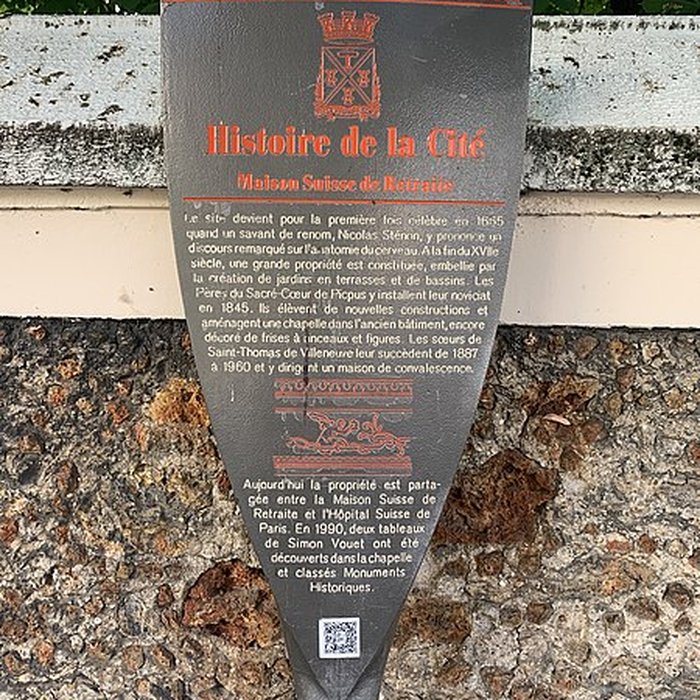 Histoire de la Cité
Maison Suisse de Retraite
Le site devient pour la première fois célèbre en 1665
quand un savant de renom, Nicolas Sténon, y prononce un
discours remarqué sur l'anatomie du cerveau. A la fin du XVIIe
siècle, une grande propriété est constituée, embellie par
la création de jardins en terrasses et de bassins. Les
Pères du Sacré-Cœur de Picpus y installent leur noviciat
en 1845. Ils élèvent de nouvelles constructions et
aménagent une chapelle dans l'ancien bâtiment, encore
décoré de frises à rinceaux et figures. Les sœurs de
Saint-Thomas de Villeneuve leur succèdent de 1887
à 1960 et y dirigent un maison de convalescence.
Aujourd'hui la propriété est parta-
gée entre la Maison Suisse de
Retraite et l'Hôpital Suisse de
Paris. En 1990, deux tableaux
de Simon Vouet ont été
découverts dans la chapelle
et classés Monuments
Historiques.